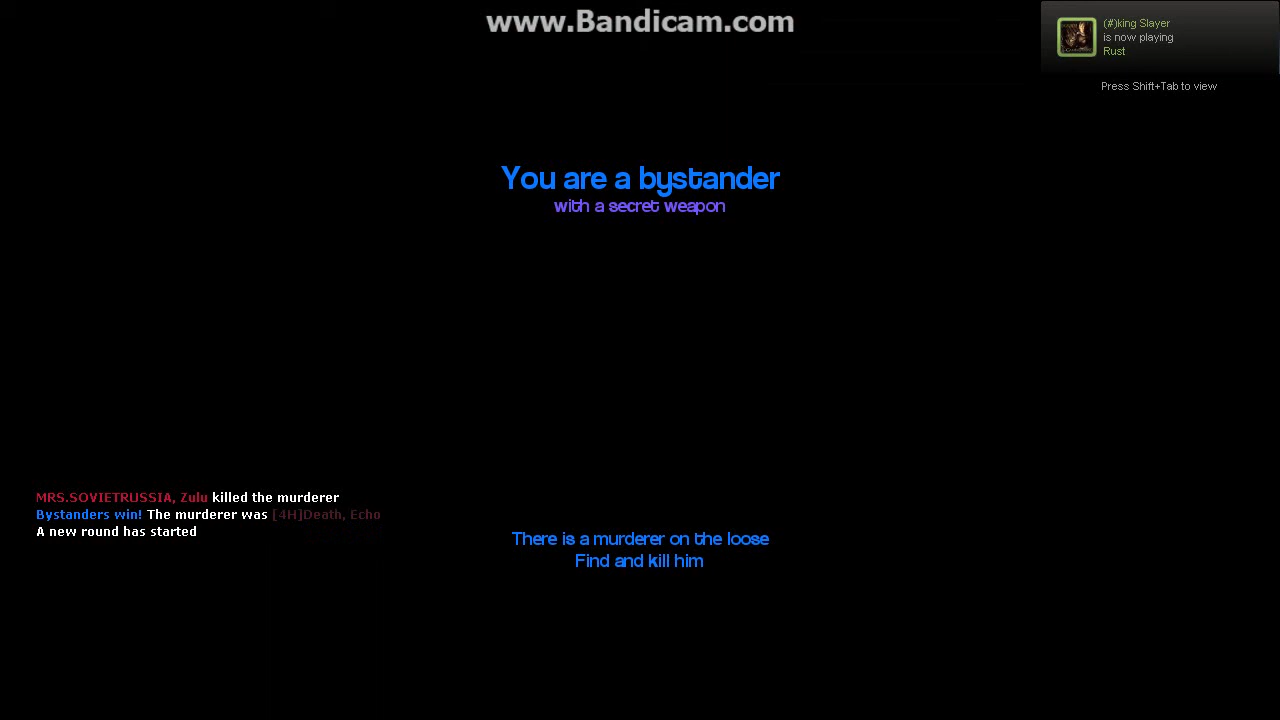 www.Bandicam.com
(#)king Slayer
is now playing
Rust
Press Shift+Tab to view
You are a bystander
with a secret weapon
MRS.SOVIETRUSSIA, Zulu killed the murderer
Bystanders win! The murderer was [4H]Death, Echo
A new round has started
There is a murderer on the loose
Find and kill him